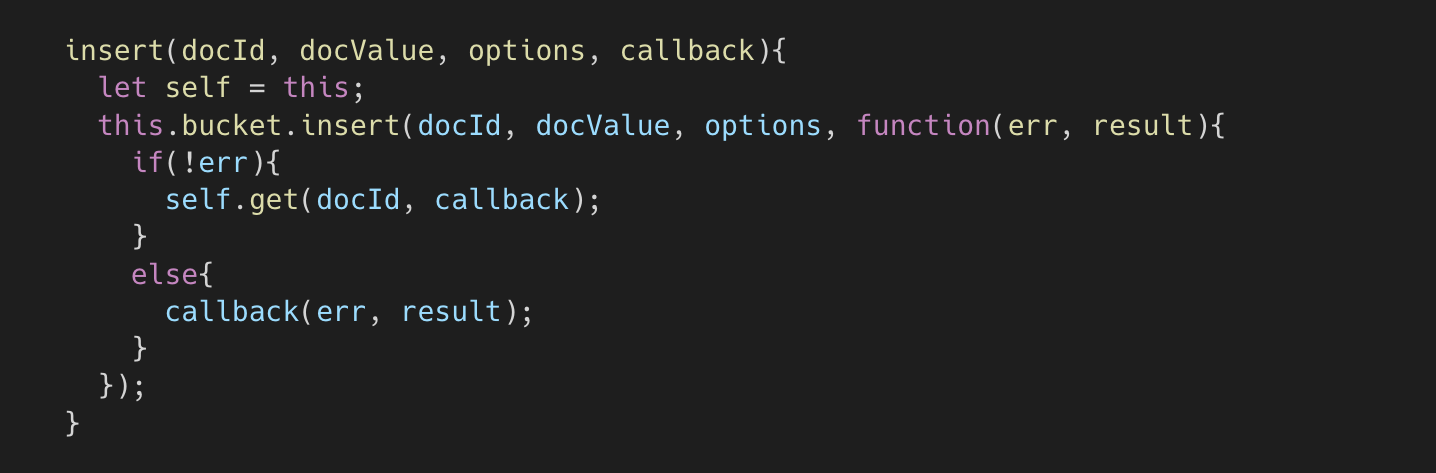 insert(docId, docValue, options, callback){
  let self = this;
  this.bucket.insert(docId, docValue, options, function(err, result){
    if(!err){
      self.get(docId, callback);
    }
    else{
      callback(err, result);
    }
  });
}